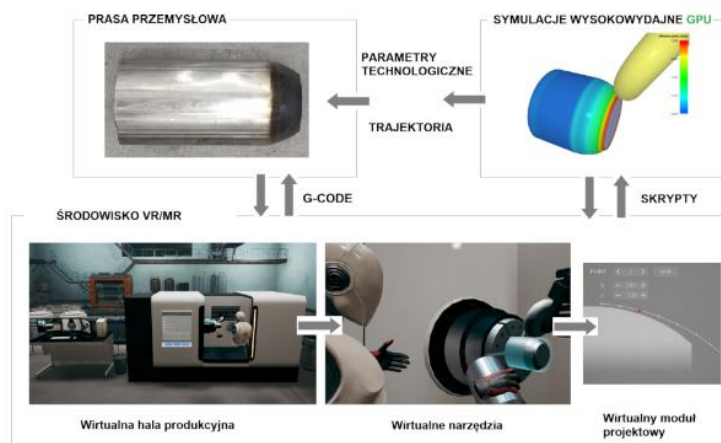 PRASA PRZEMYSŁOWA
SYMULACJE WYSOKOWYDAJNE GPU
PARAMETRY
TECHNOLOGICZNE
TRAJEKTORIA
G-CODE
SKRYPTY
ŚRODOWISKO VR/MR
Wirtualna hala produkcyjna
Wirtualne narzędzia
Wirtualny moduł
projektowy